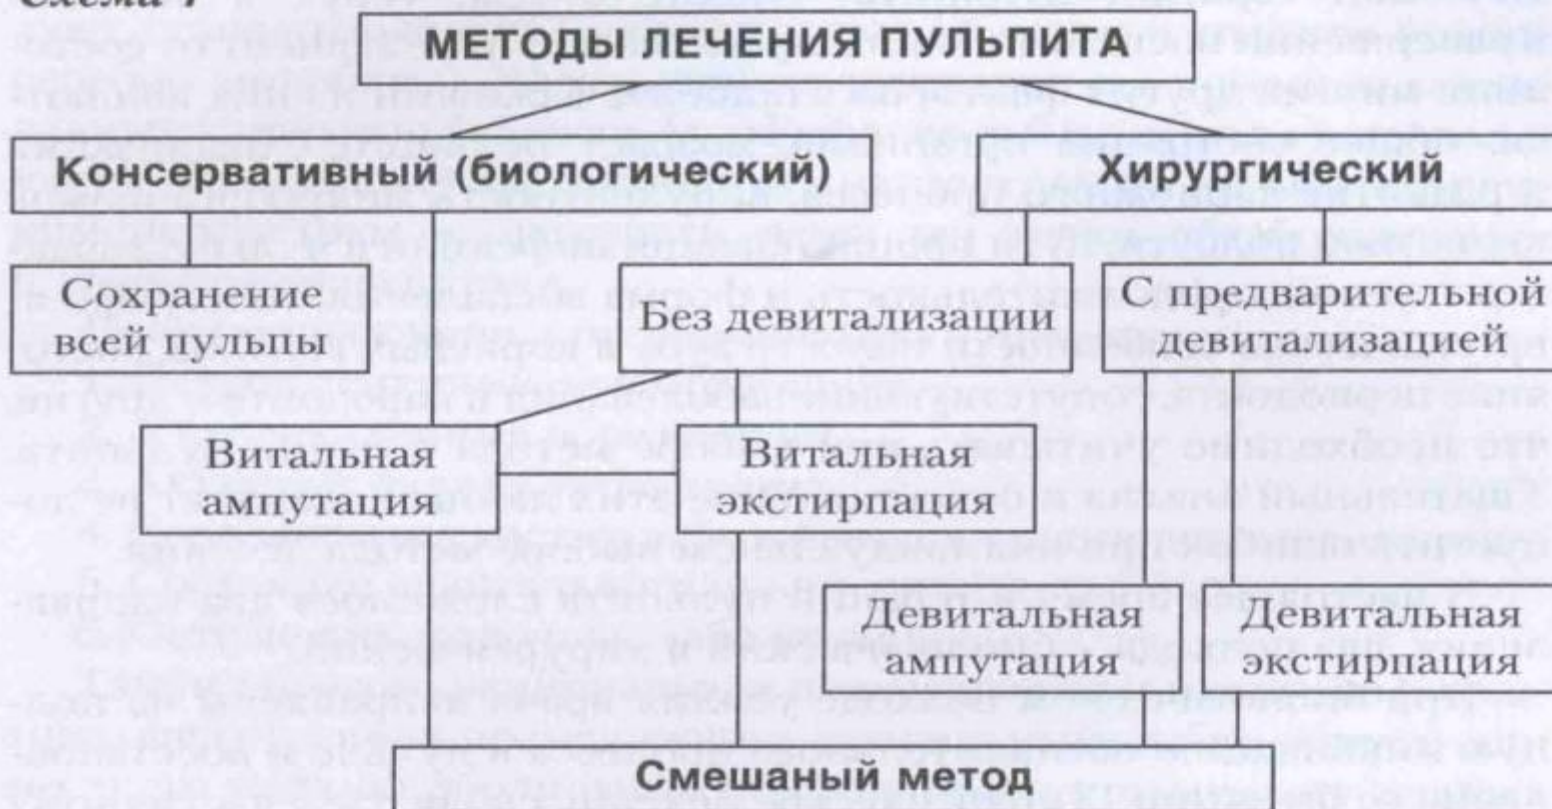 Схема 1
МЕТОДЫ ЛЕЧЕНИЯ ПУЛЬПИТА
Консервативный (биологический)
Хирургический
Сохранение
всей пульпы
Без девитализации
С предварительной
девитализацией
Витальная
ампутация
Витальная
экстирпация
Девитальная
ампутация
Девитальная
экстирпация
Смешаный метод